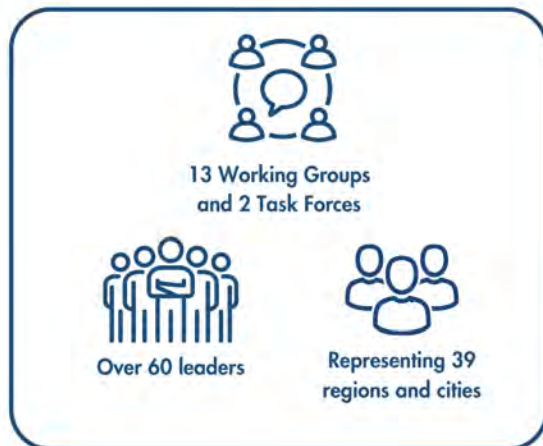 13 Working Groups
and 2 Task Forces
Over 60 leaders
Representing 39
regions and cities